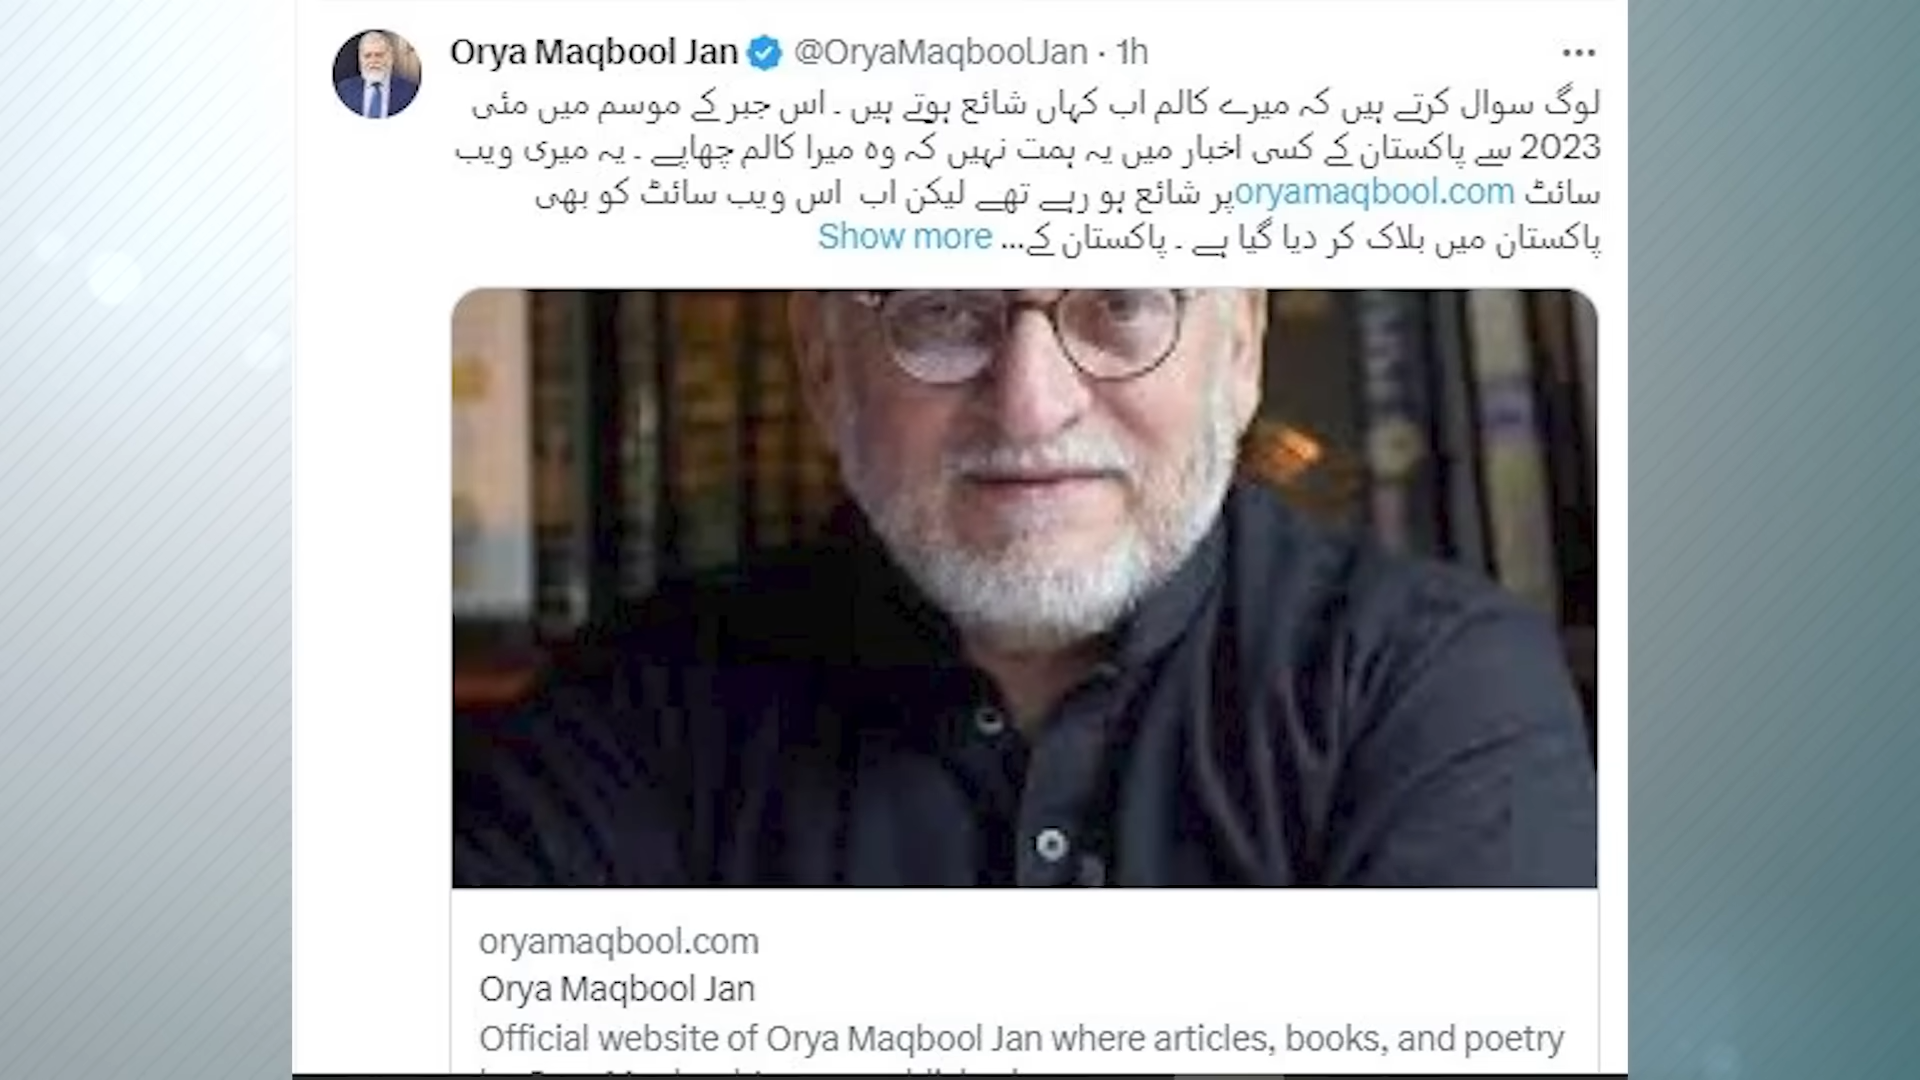 Orya Maqbool Jan @OryaMaqboolJan · 1h
لوگ سوال کرتے ہیں کہ میرے کالم اب کہاں شائع ہوتے ہیں ۔ اس جبر کے موسم میں مئی
2023 سے پاکستان کے کسی اخبار میں یہ ہمت نہیں کہ وہ میرا کالم چھاپے ۔ یہ میری ویب
سائٹ oryamaqbool.comپر شائع ہو رہے تھے لیکن اب اس ویب سائٹ کو بھی
پاکستان میں بلاک کر دیا گیا ہے ۔ پاکستان کے... Show more
oryamaqbool.com
Orya Maqbool Jan
Official website of Orya Maqbool Jan where articles, books, and poetry